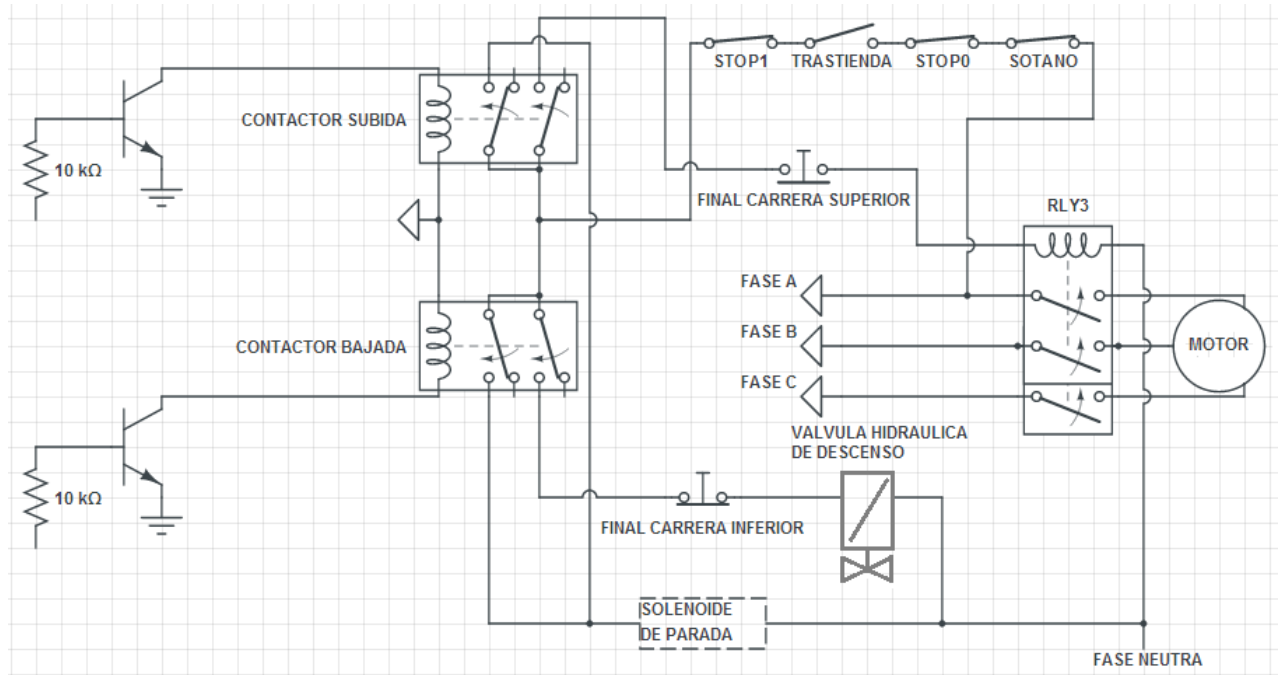 STOP1
TRASTIENDA
STOP0
SOTANO
CONTACTOR SUBIDA
10 kΩ
FINAL CARRERA SUPERIOR
RLY3
FASE A
FASE B
MOTOR
CONTACTOR BAJADA
FASE C
VALVULA HIDRAULICA
DE DESCENSO
10 kΩ
FINAL CARRERA INFERIOR
SOLENOIDE
DE PARADA
FASE NEUTRA